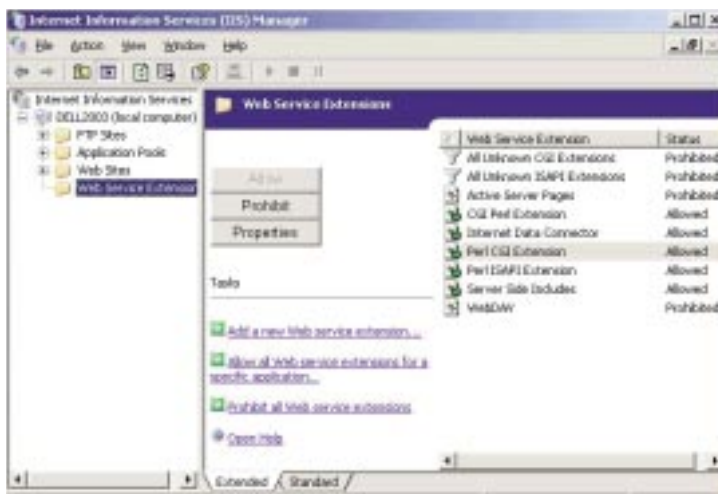 Internet Information Services (IIS) Manager
File Action View Window Help
Internet Information Services
DELL2003 (local computer)
FTP Sites
Application Pools
Web Sites
Web Service Extension
Web Service Extensions
Allow
Prohibit
Properties
Tasks
Add a new Web service extension...
Allow all Web service extensions for a
specific application...
Prohibit all Web service extensions
Open Help
Web Service Extension Status
All Unknown CGI Extensions Prohibited
All Unknown ISAPI Extensions Prohibited
Active Server Pages Prohibited
CGI Perl Extension Allowed
Internet Data Connector Allowed
Perl CGI Extension Allowed
Perl ISAPI Extension Allowed
Server Side Includes Allowed
WebDAV Prohibited
Extended Standard